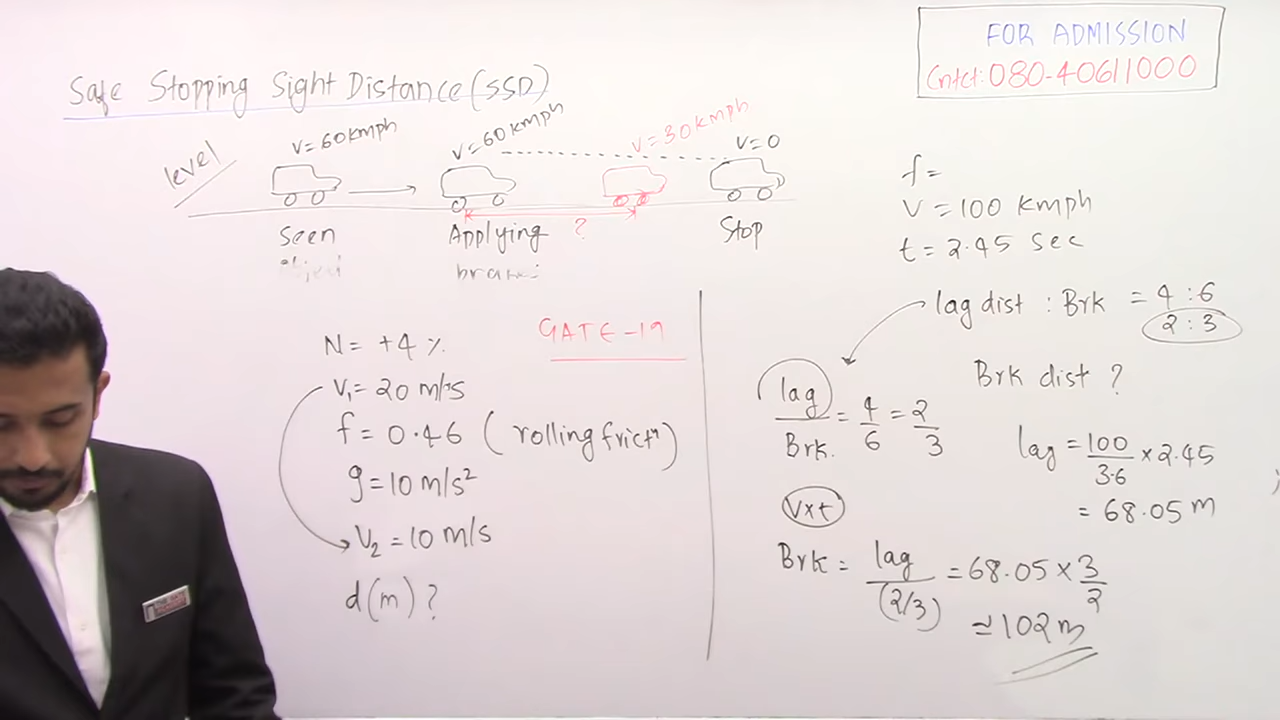 FOR ADMISSION
Cntct: 080-40611000
Safe Stopping Sight Distance (SSD)
level
V=60kmph
V=60kmph
V=30kmph
V=0
Seen
Applying
?
Stop
f=
V=100 kmph
t=2.45 sec
lag dist : Brk = 4:6
2:3
Brk dist ?
lag/Brk. = 4/6 = 2/3
lag = 100/3.6 × 2.45
= 68.05 m
V×t
Brk = lag/(2/3) = 68.05 × 3/2
≈ 102 m
GATE-19
N = +4 %
V₁ = 20 m/s
f = 0.46 (rolling frictⁿ)
g = 10 m/s²
V₂ = 10 m/s
d(m) ?